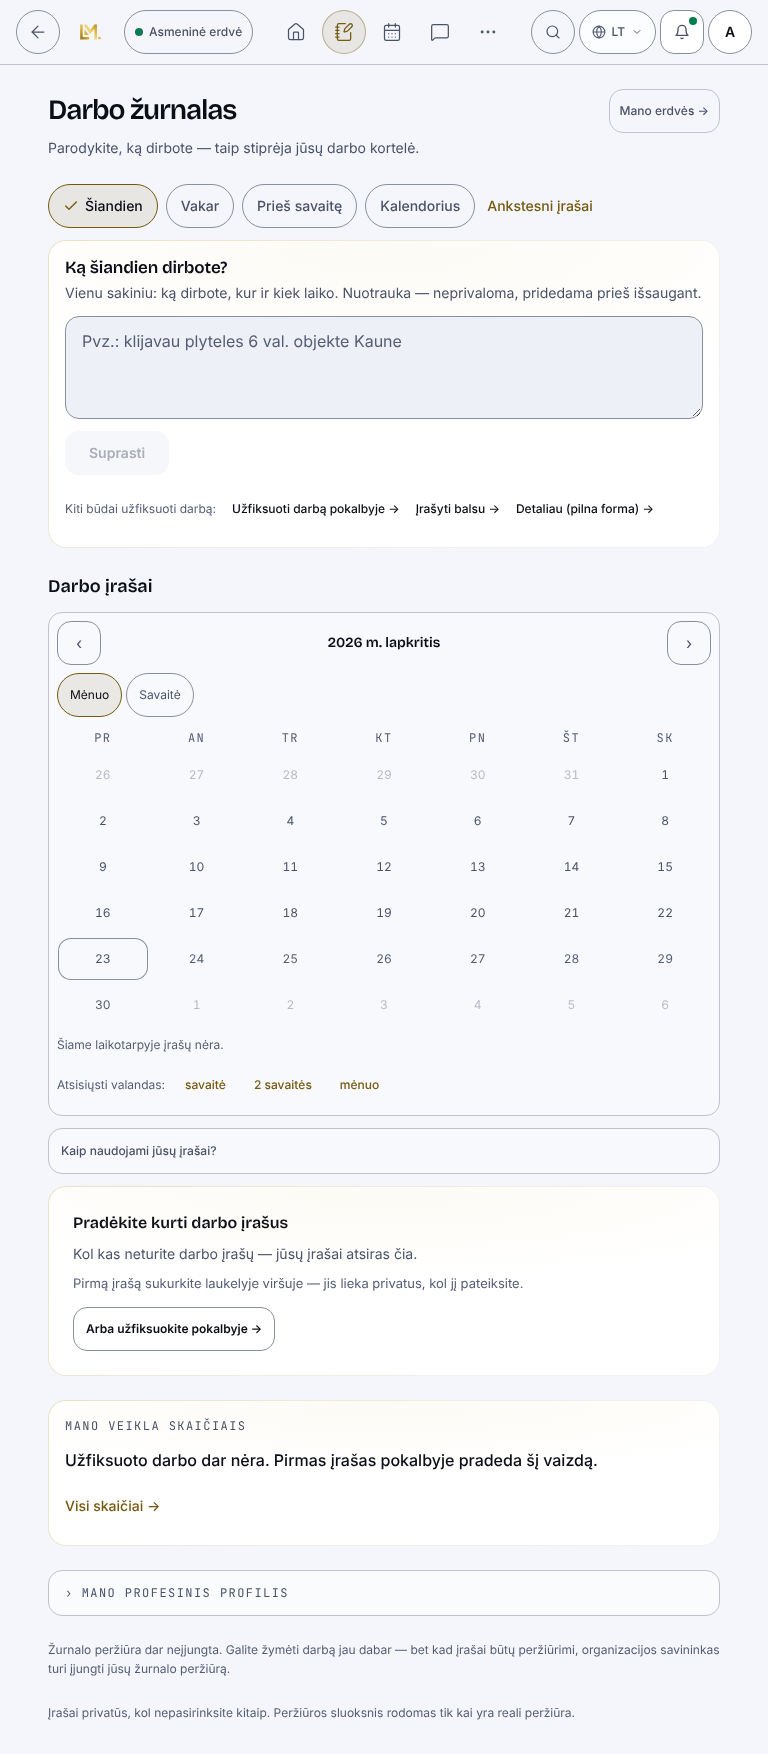 LM.
Asmeninė erdvė
LT
A
Darbo žurnalas
Mano erdvės →
Parodykite, ką dirbote — taip stiprėja jūsų darbo kortelė.
Šiandien
Vakar
Prieš savaitę
Kalendorius
Ankstesni įrašai
Ką šiandien dirbote?
Vienu sakiniu: ką dirbote, kur ir kiek laiko. Nuotrauka — neprivaloma, pridedama prieš išsaugant.
Pvz.: klijavau plyteles 6 val. objekte Kaune
Suprasti
Kiti būdai užfiksuoti darbą: Užfiksuoti darbą pokalbyje → Įrašyti balsu → Detaliau (pilna forma) →
Darbo įrašai
‹ 2026 m. lapkritis ›
Mėnuo Savaitė
PR AN TR KT PN ŠT SK
26 27 28 29 30 31 1
2 3 4 5 6 7 8
9 10 11 12 13 14 15
16 17 18 19 20 21 22
23 24 25 26 27 28 29
30 1 2 3 4 5 6
Šiame laikotarpyje įrašų nėra.
Atsisiųsti valandas: savaitė 2 savaitės mėnuo
Kaip naudojami jūsų įrašai?
Pradėkite kurti darbo įrašus
Kol kas neturite darbo įrašų — jūsų įrašai atsiras čia.
Pirmą įrašą sukurkite laukelyje viršuje — jis lieka privatus, kol jį pateiksite.
Arba užfiksuokite pokalbyje →
MANO VEIKLA SKAIČIAIS
Užfiksuoto darbo dar nėra. Pirmas įrašas pokalbyje pradeda šį vaizdą.
Visi skaičiai →
› MANO PROFESINIS PROFILIS
Žurnalo peržiūra dar neįjungta. Galite žymėti darbą jau dabar — bet kad įrašai būtų peržiūrimi, organizacijos savininkas
turi įjungti jūsų žurnalo peržiūrą.
Įrašai privatūs, kol nepasirinksite kitaip. Peržiūros sluoksnis rodomas tik kai yra reali peržiūra.